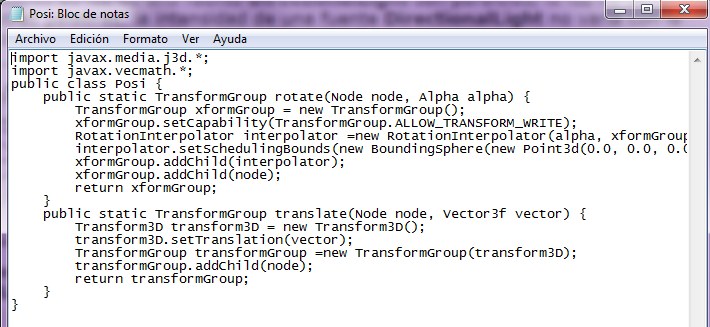 Posi: Bloc de notas
intensidad de una fuente DirectionalLight no varía
Archivo Edición Formato Ver Ayuda
import javax.media.j3d.*;
import javax.vecmath.*;
public class Posi {
    public static TransformGroup rotate(Node node, Alpha alpha) {
        TransformGroup xformGroup = new TransformGroup();
        xformGroup.setCapability(TransformGroup.ALLOW_TRANSFORM_WRITE);
        RotationInterpolator interpolator =new RotationInterpolator(alpha, xformGroup
        interpolator.setSchedulingBounds(new BoundingSphere(new Point3d(0.0, 0.0, 0.0
        xformGroup.addChild(interpolator);
        xformGroup.addChild(node);
        return xformGroup;
    }
    public static TransformGroup translate(Node node, Vector3f vector) {
        Transform3D transform3D = new Transform3D();
        transform3D.setTranslation(vector);
        TransformGroup transformGroup =new TransformGroup(transform3D);
        transformGroup.addChild(node);
        return transformGroup;
    }
}